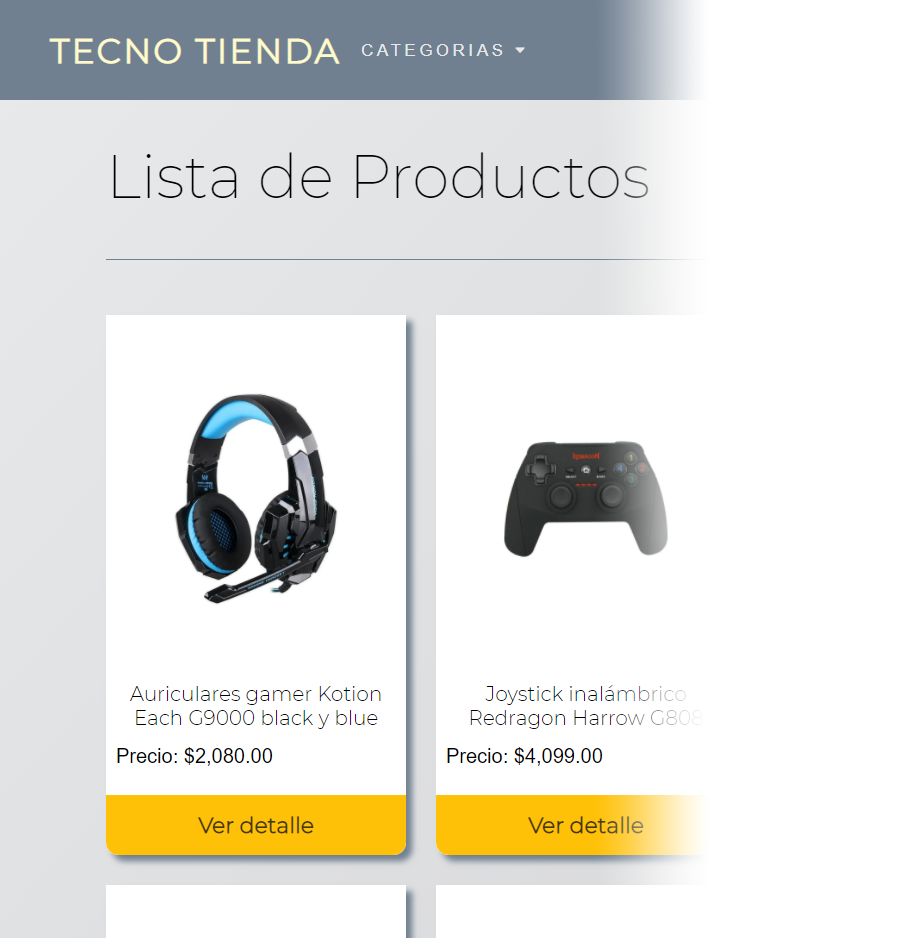 TECNO TIENDA CATEGORIAS
Lista de Productos
Auriculares gamer Kotion
Each G9000 black y blue
Precio: $2,080.00
Ver detalle
Joystick inalámbrico
Redragon Harrow G808
Precio: $4,099.00
Ver detalle